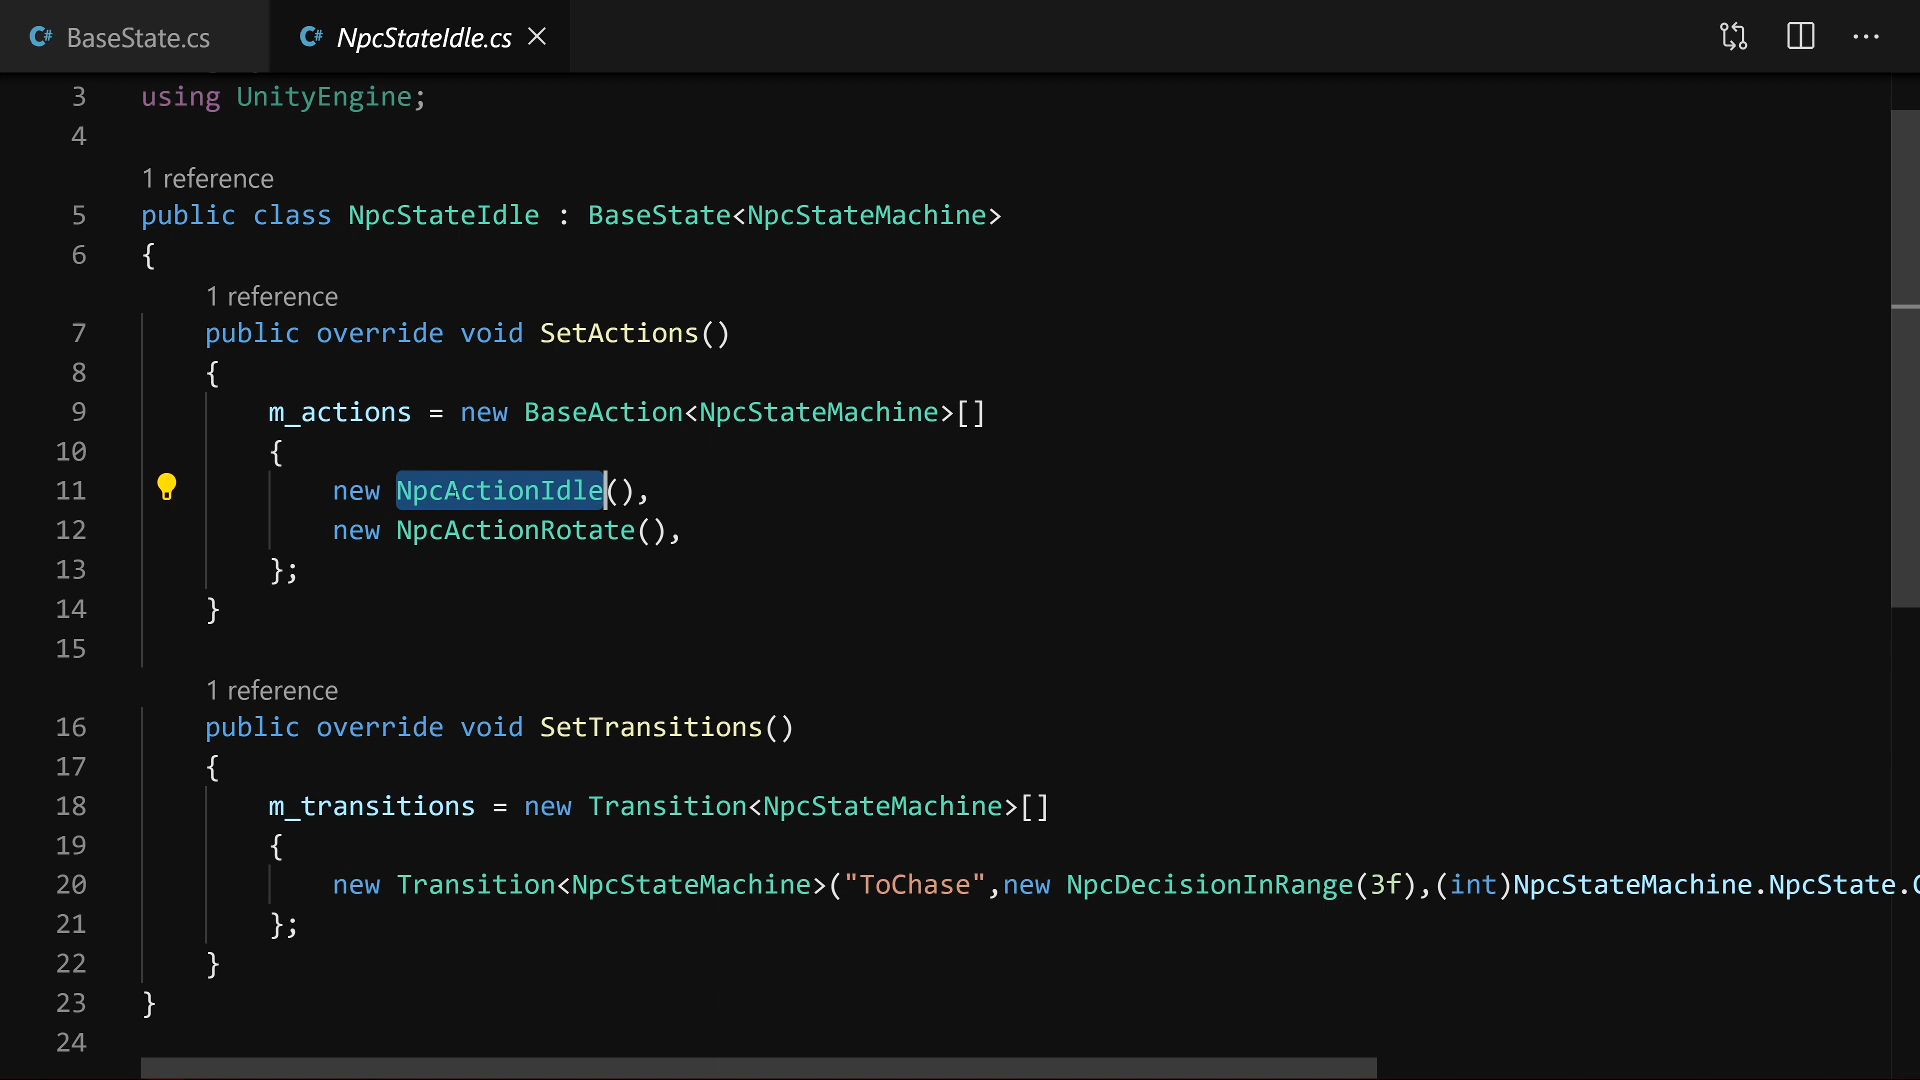 C# BaseState.cs
C# NpcStateIdle.cs
3 using UnityEngine;
4
1 reference
5 public class NpcStateIdle : BaseState<NpcStateMachine>
6 {
1 reference
7 public override void SetActions()
8 {
9 m_actions = new BaseAction<NpcStateMachine>[]
10 {
11 new NpcActionIdle(),
12 new NpcActionRotate(),
13 };
14 }
15
1 reference
16 public override void SetTransitions()
17 {
18 m_transitions = new Transition<NpcStateMachine>[]
19 {
20 new Transition<NpcStateMachine>("ToChase",new NpcDecisionInRange(3f),(int)NpcStateMachine.NpcState.
21 };
22 }
23 }
24